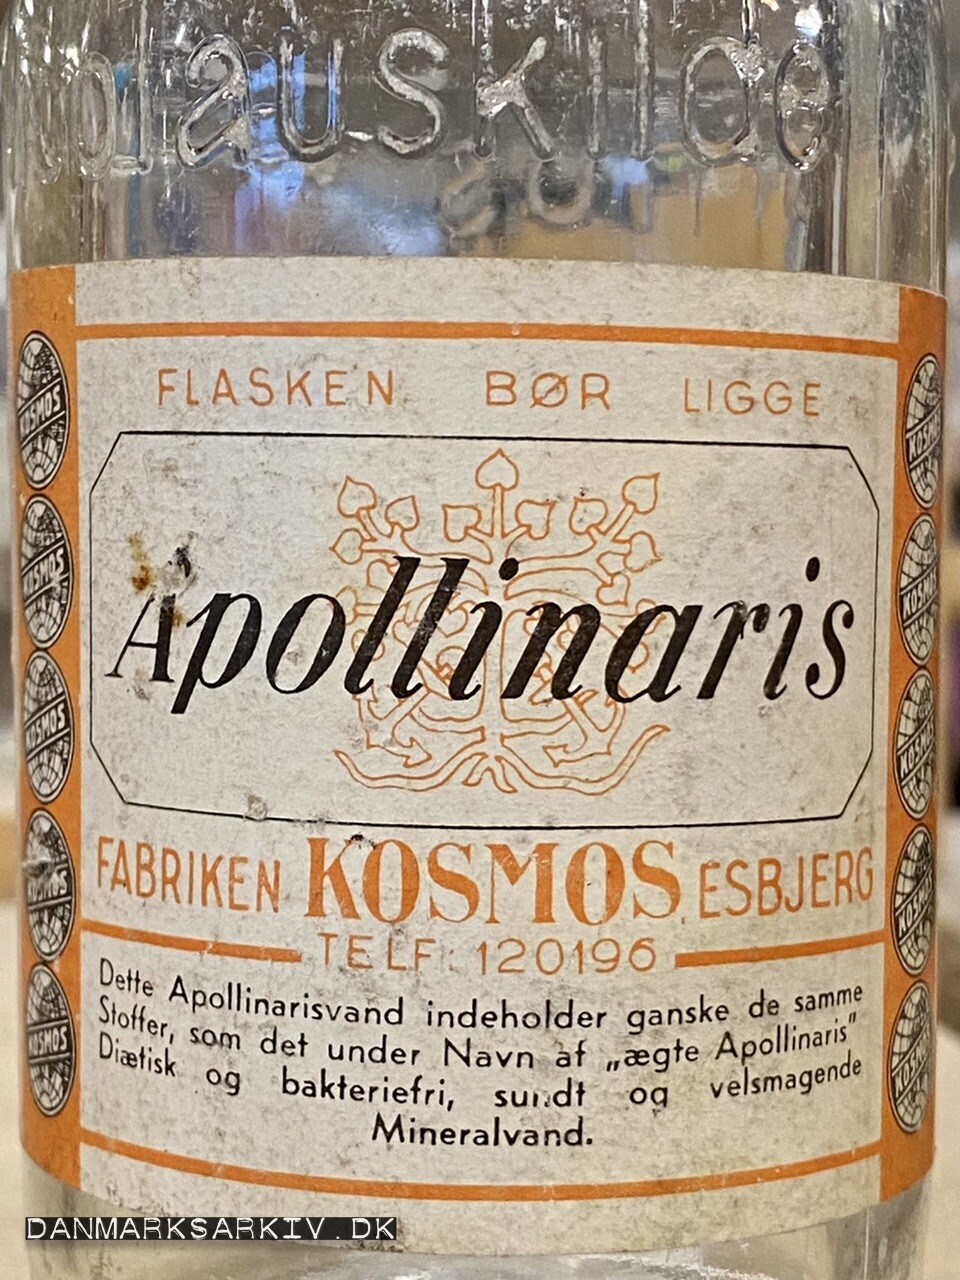 FLASKEN BØR LIGGE
Apollinaris
FABRIKEN KOSMOS ESBJERG
TELF: 120196
Dette Apollinarisvand indeholder ganske de samme
Stoffer, som det under Navn af „ægte Apollinaris”
Diætisk og bakteriefri, sundt og velsmagende
Mineralvand.
KOSMOS
KOSMOS
KOSMOS
KOSMOS
KOSMOS
KOSMOS
KOSMOS
KOSMOS
KOSMOS
KOSMOS
DANMARKSARKIV.DK